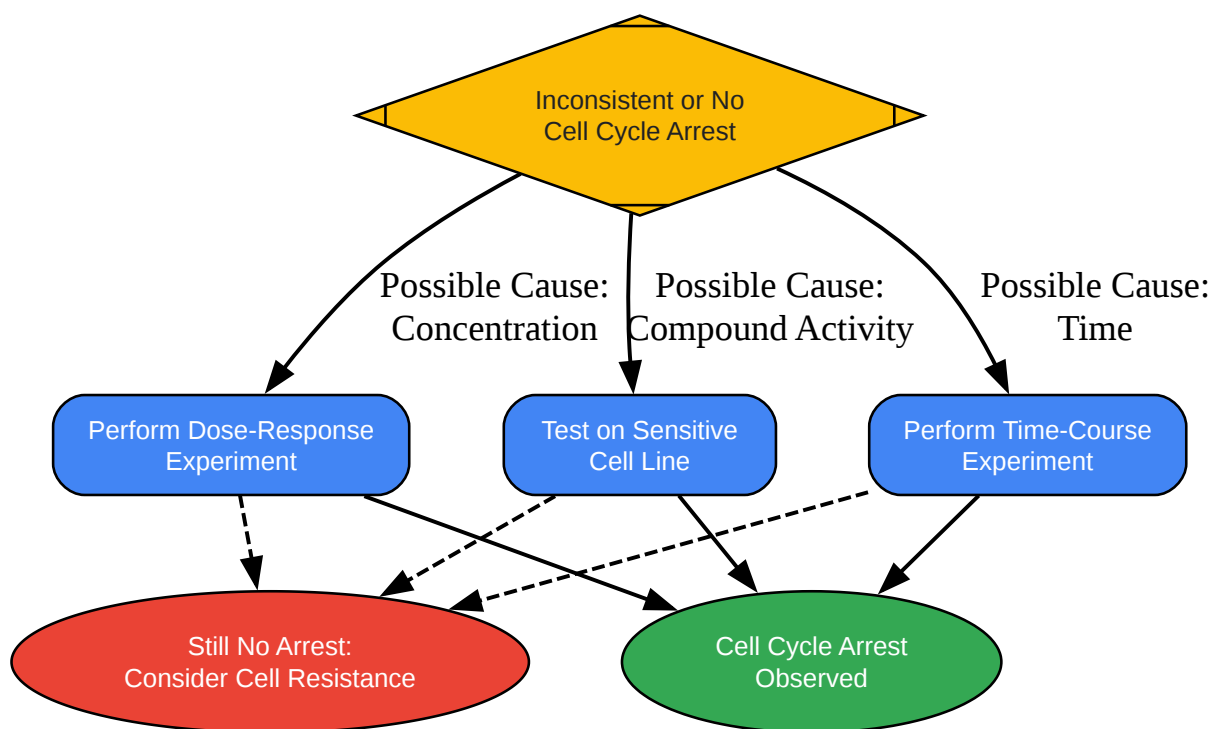 Inconsistent or No
Cell Cycle Arrest
Possible Cause:
Concentration
Possible Cause:
Compound Activity
Possible Cause:
Time
Perform Dose-Response
Experiment
Test on Sensitive
Cell Line
Perform Time-Course
Experiment
Still No Arrest:
Consider Cell Resistance
Cell Cycle Arrest
Observed